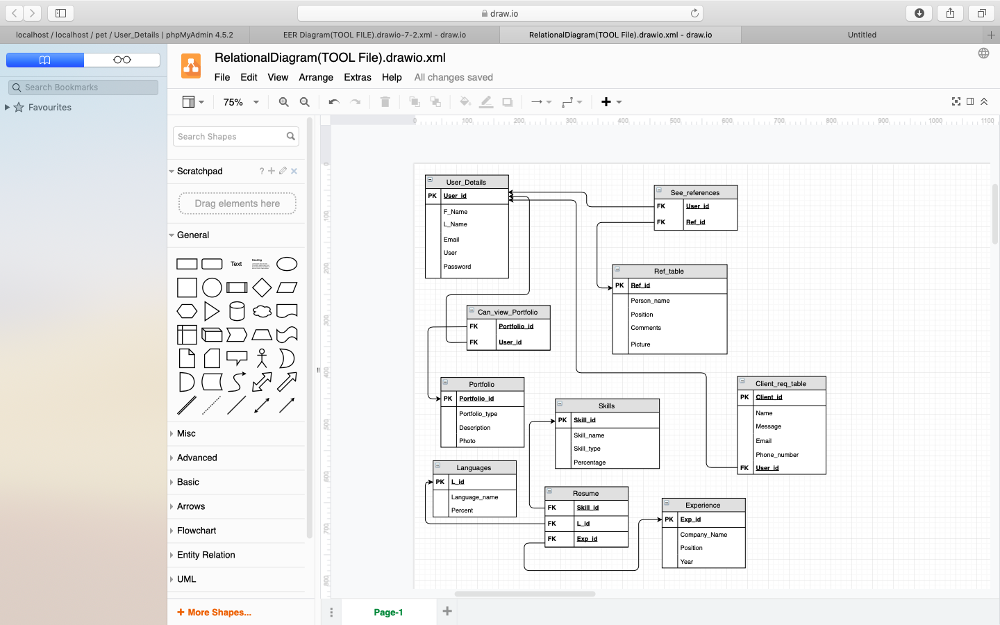 draw.io
localhost / localhost / pet / User_Details | phpMyAdmin 4.5.2
EER Diagram(TOOL FILE).drawio-7-2.xml - draw.io
RelationalDiagram(TOOL File).drawio.xml - draw.io
Untitled
Search Bookmarks
Favourites
RelationalDiagram(TOOL File).drawio.xml
File Edit View Arrange Extras Help All changes saved
75%
Search Shapes
Scratchpad
?
Drag elements here
General
Text
Heading
Misc
Advanced
Basic
Arrows
Flowchart
Entity Relation
UML
+ More Shapes...
0 100 200 300 400 500 600 700 800 900 1000 1100
0
100
200
300
400
500
600
700
800
User_Details
PK User_id
F_Name
L_Name
Email
User
Password
See_references
FK User_id
FK Ref_id
Ref_table
PK Ref_id
Person_name
Position
Comments
Picture
Can_view_Portfolio
FK Portfolio_id
FK User_id
Portfolio
PK Portfolio_id
Portfolio_type
Description
Photo
Skills
PK Skill_id
Skill_name
Skill_type
Percentage
Client_req_table
PK Client_id
Name
Message
Email
Phone_number
FK User_id
Languages
PK L_id
Language_name
Percent
Resume
FK Skill_id
FK L_id
FK Exp_id
Experience
PK Exp_id
Company_Name
Position
Year
Page-1